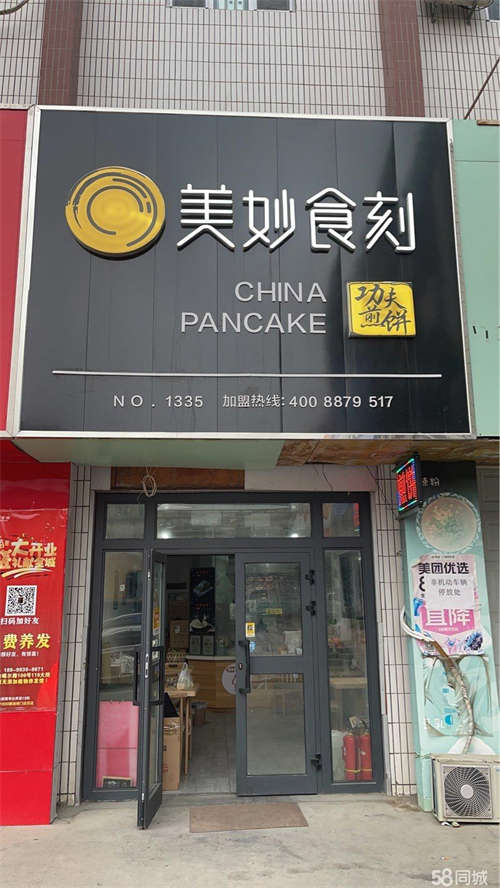 美妙食刻
CHINA
PANCAKE
功夫
煎饼
NO. 1335 加盟热线:400 8879 517
大开业
扫码加好友
费养发
美团优选
非机动车辆
停放处
直降
58同城